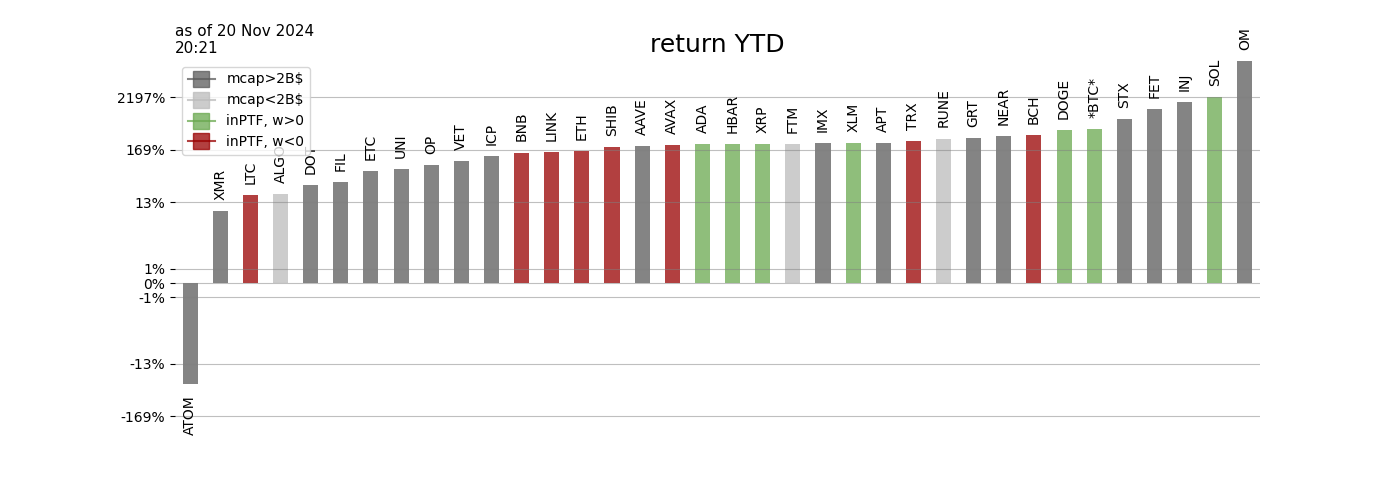 as of 20 Nov 2024
20:21
return YTD
mcap>2B$
mcap<2B$
inPTF, w>0
inPTF, w<0
2197%
169%
13%
1%
0%
-1%
-13%
-169%
ATOM
XMR
LTC
ALGO
DOT
FIL
ETC
UNI
OP
VET
ICP
BNB
LINK
ETH
SHIB
AAVE
AVAX
ADA
HBAR
XRP
FTM
IMX
XLM
APT
TRX
RUNE
GRT
NEAR
BCH
DOGE
*BTC*
STX
FET
INJ
SOL
OM